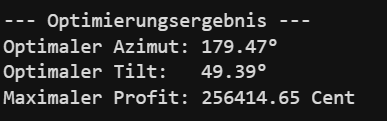 --- Optimierungsergebnis ---
Optimaler Azimut: 179.47°
Optimaler Tilt:   49.39°
Maximaler Profit: 256414.65 Cent